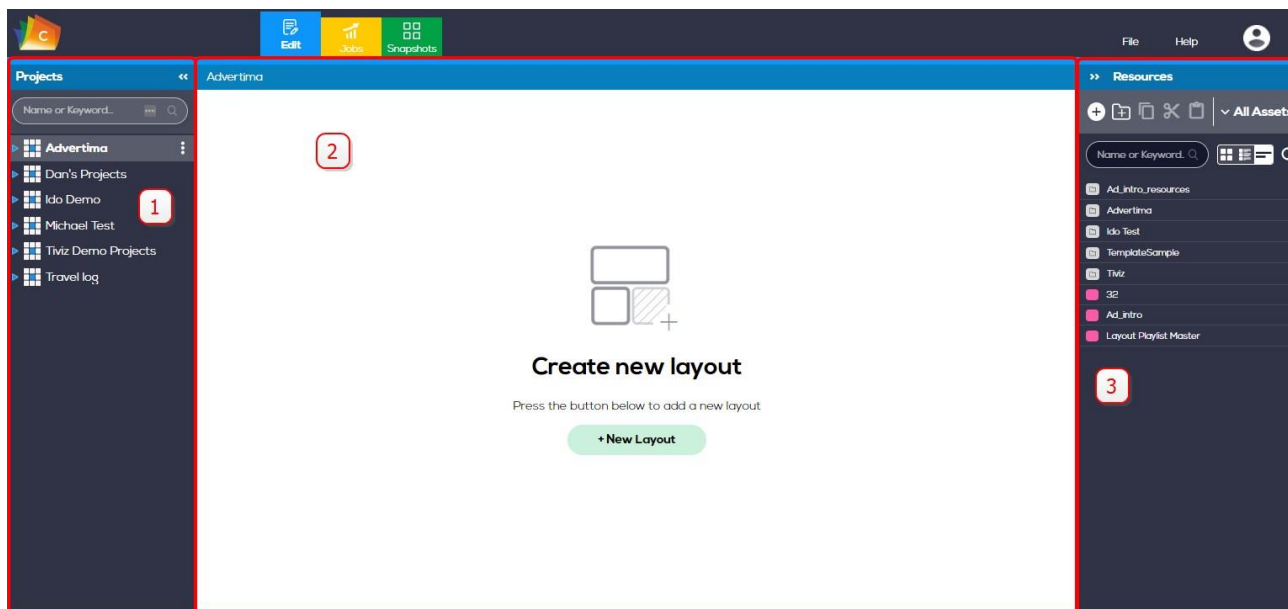 C
Edit
Jobs
Snapshots
File
Help
Projects
Advertima
Resources
Name or Keyword...
All Assets
Name or Keyword.
Advertima
Dan's Projects
Ido Demo
Michael Test
Tiviz Demo Projects
Travel log
1
2
Create new layout
Press the button below to add a new layout
+ New Layout
Ad_intro_resources
Advertima
Ido Test
TemplateSample
Tiviz
32
Ad_intro
Layout Playlist Master
3